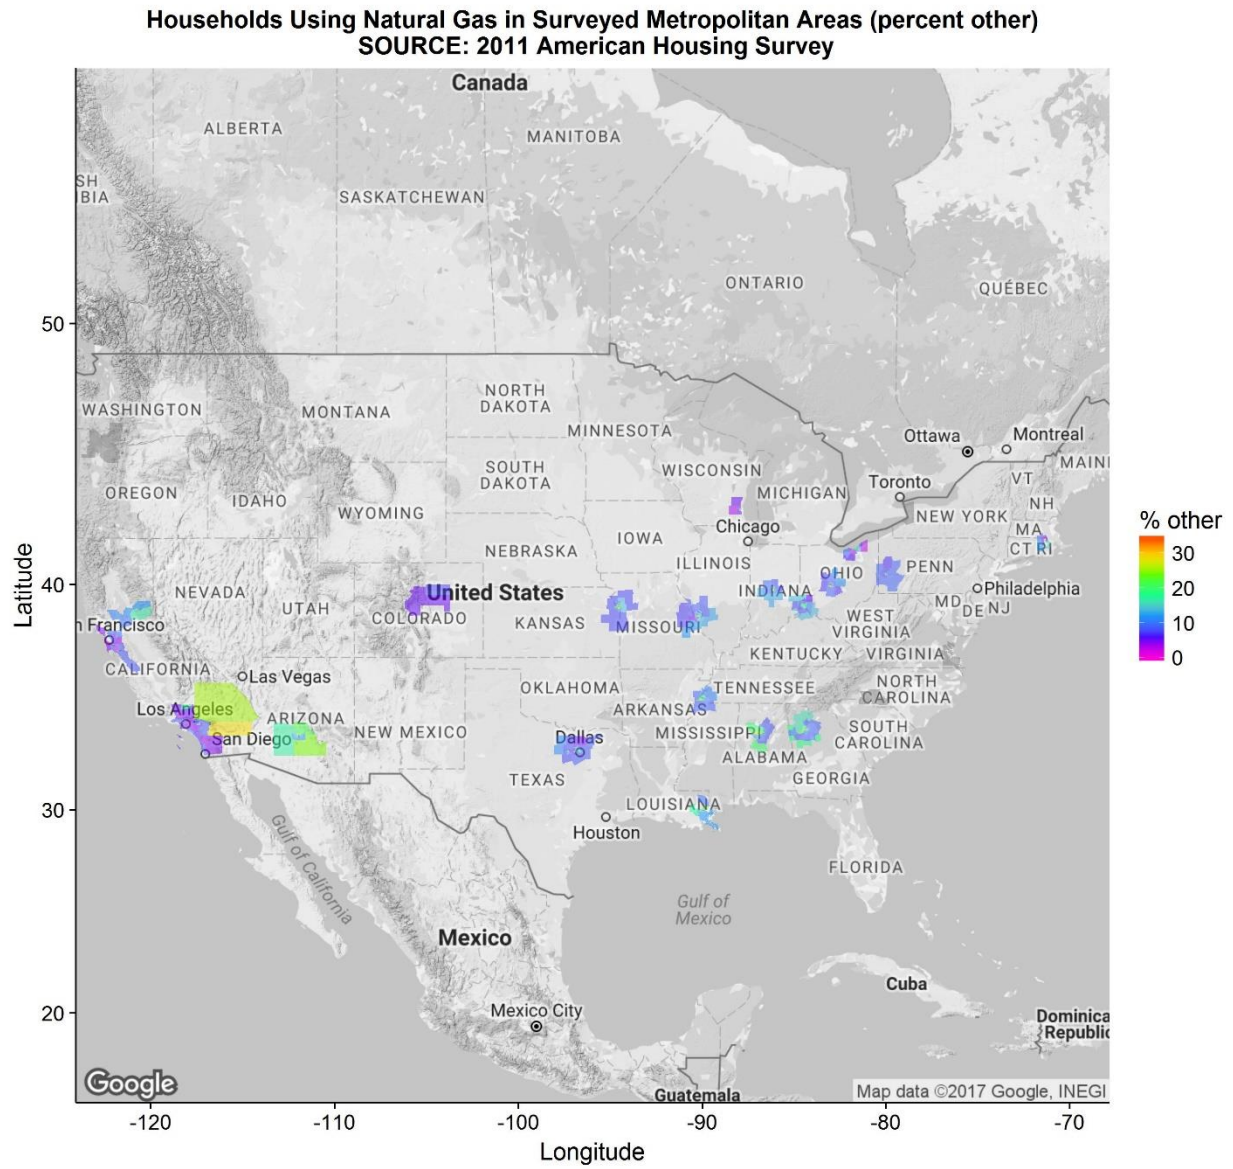 Households Using Natural Gas in Surveyed Metropolitan Areas (percent other)
SOURCE: 2011 American Housing Survey
Canada
ALBERTA
MANITOBA
SH
IBIA
SASKATCHEWAN
ONTARIO
QUÉBEC
50
WASHINGTON
MONTANA
NORTH
DAKOTA
MINNESOTA
Ottawa
Montreal
OREGON
IDAHO
WYOMING
SOUTH
DAKOTA
WISCONSIN
MICHIGAN
Toronto
VT
MAIN
NH
NEW YORK
MA
CT RI
Chicago
NEBRASKA
IOWA
ILLINOIS
INDIANA
OHIO
PENN
40
NEVADA
UTAH
United States
COLORADO
KANSAS
MISSOURI
Philadelphia
MD
DE
NJ
WEST
VIRGINIA
n Francisco
CALIFORNIA
Las Vegas
KENTUCKY
VIRGINIA
Los Angeles
ARIZONA
NEW MEXICO
OKLAHOMA
ARKANSAS
TENNESSEE
NORTH
CAROLINA
San Diego
Dallas
MISSISSIPPI
ALABAMA
SOUTH
CAROLINA
TEXAS
GEORGIA
30
LOUISIANA
Houston
FLORIDA
Gulf of California
Gulf of
Mexico
Mexico
Cuba
20
Mexico City
Dominica
Republic
Google
Guatemala
Map data ©2017 Google, INEGI
-120
-110
-100
-90
-80
-70
Longitude
Latitude
% other
30
20
10
0